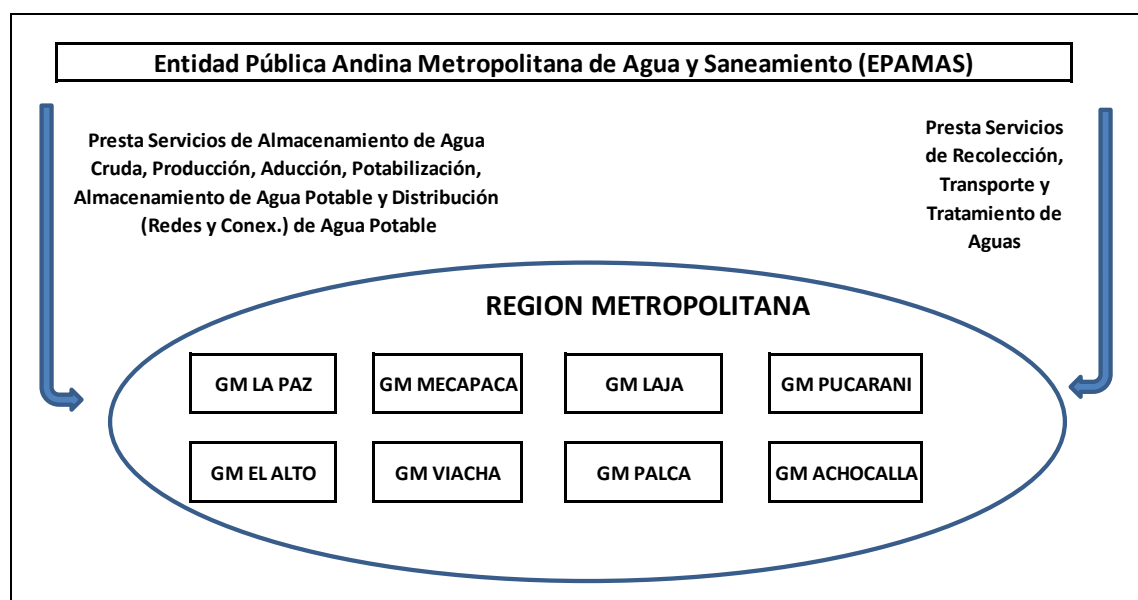 Entidad Pública Andina Metropolitana de Agua y Saneamiento (EPAMAS)
Presta Servicios de Almacenamiento de Agua
Cruda, Producción, Aducción, Potabilización,
Almacenamiento de Agua Potable y Distribución
(Redes y Conex.) de Agua Potable
Presta Servicios
de Recolección,
Transporte y
Tratamiento de
Aguas
REGION METROPOLITANA
GM LA PAZ
GM MECAPACA
GM LAJA
GM PUCARANI
GM EL ALTO
GM VIACHA
GM PALCA
GM ACHOCALLA